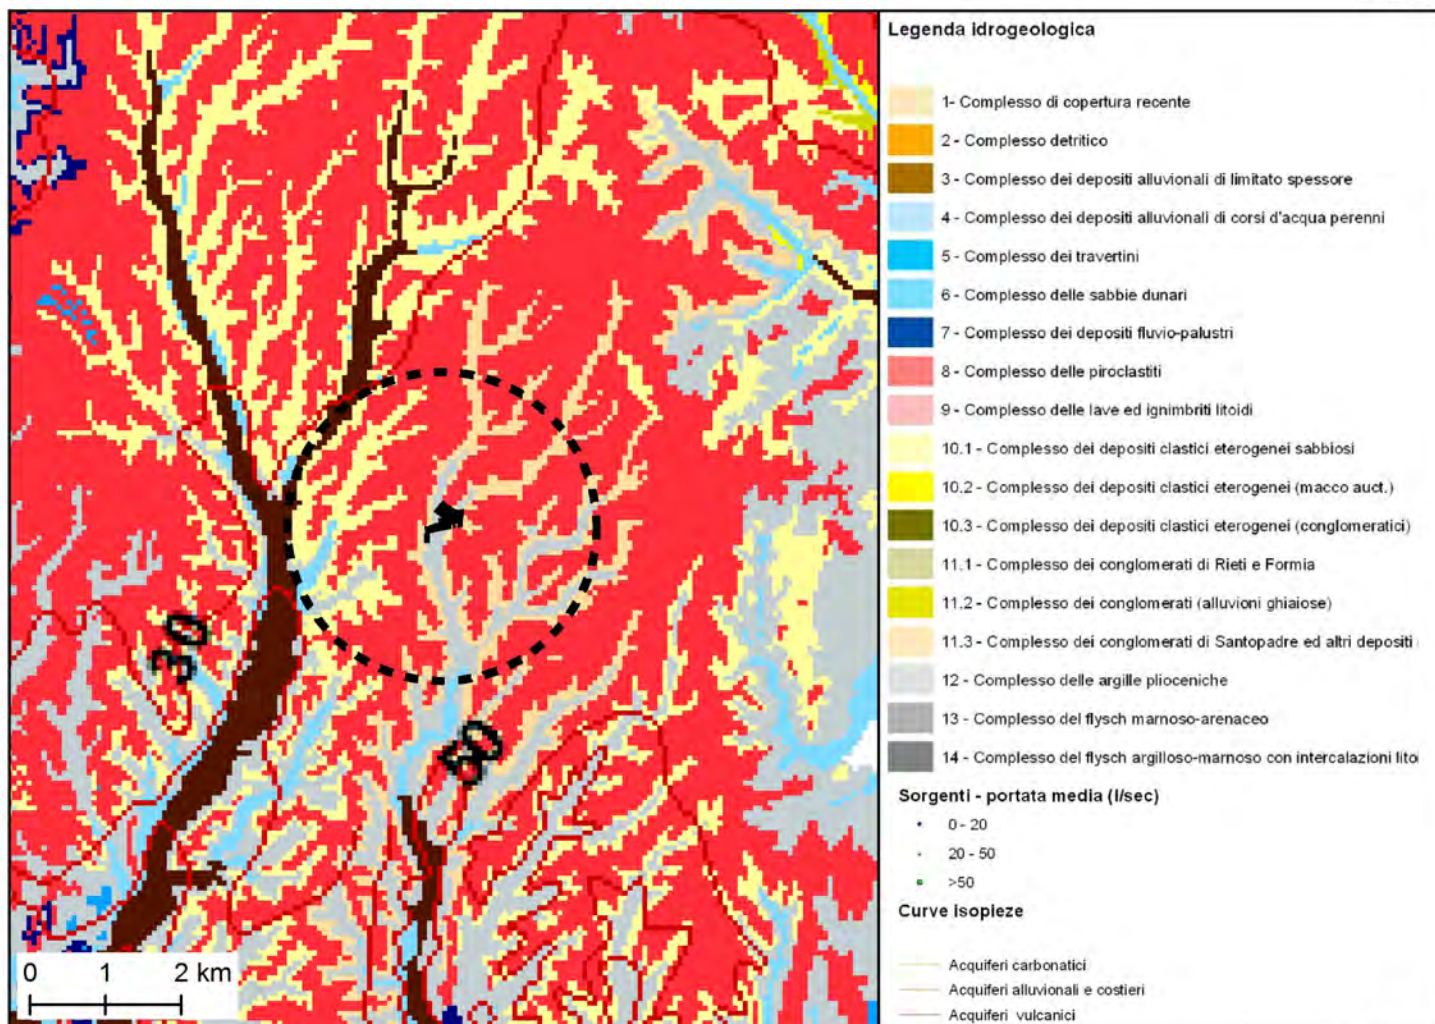 Legenda idrogeologica
1- Complesso di copertura recente
2 - Complesso detritico
3 - Complesso dei depositi alluvionali di limitato spessore
4 - Complesso dei depositi alluvionali di corsi d'acqua perenni
5 - Complesso dei travertini
6 - Complesso delle sabbie dunari
7 - Complesso dei depositi fluvio-palustri
8 - Complesso delle piroclastiti
9 - Complesso delle lave ed ignimbriti litoidi
10.1 - Complesso dei depositi clastici eterogenei sabbiosi
10.2 - Complesso dei depositi clastici eterogenei (macco auct.)
10.3 - Complesso dei depositi clastici eterogenei (conglomeratici)
11.1 - Complesso dei conglomerati di Rieti e Formia
11.2 - Complesso dei conglomerati (alluvioni ghiaiose)
11.3 - Complesso dei conglomerati di Santopadre ed altri depositi
12 - Complesso delle argille plioceniche
13 - Complesso del flysch marnoso-arenaceo
14 - Complesso del flysch argilloso-marnoso con intercalazioni lito
Sorgenti - portata media (l/sec)
0 - 20
20 - 50
>50
Curve isopieze
Acquiferi carbonatici
Acquiferi alluvionali e costieri
Acquiferi vulcanici
30
0 1 2 km